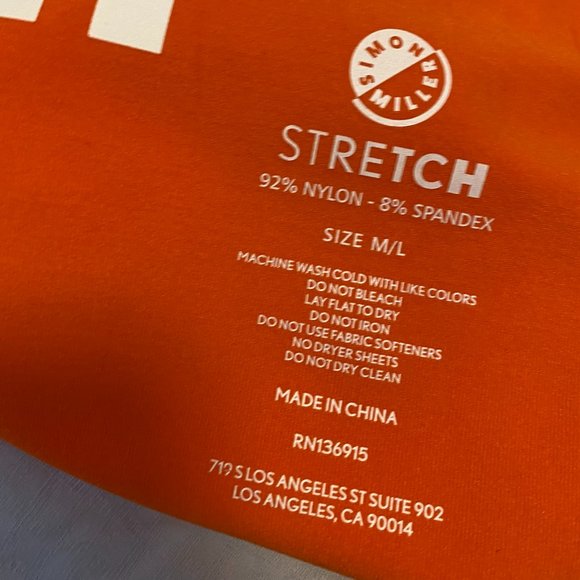 SIMON
MILLER
STRETCH
92% NYLON - 8% SPANDEX
SIZE M/L
MACHINE WASH COLD WITH LIKE COLORS
DO NOT BLEACH
LAY FLAT TO DRY
DO NOT IRON
DO NOT USE FABRIC SOFTENERS
NO DRYER SHEETS
DO NOT DRY CLEAN
MADE IN CHINA
RN136915
719 S LOS ANGELES ST SUITE 902
LOS ANGELES, CA 90014